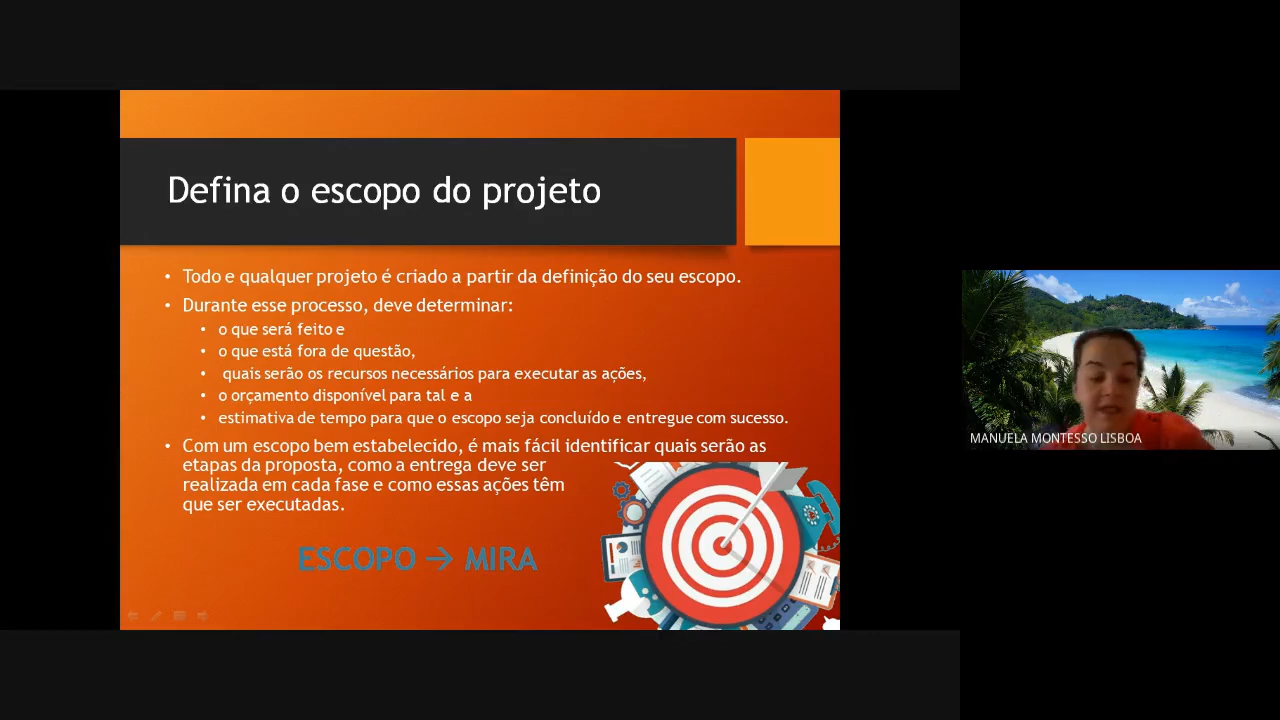 Defina o escopo do projeto
• Todo e qualquer projeto é criado a partir da definição do seu escopo.
• Durante esse processo, deve determinar:
• o que será feito e
• o que está fora de questão,
• quais serão os recursos necessários para executar as ações,
• o orçamento disponível para tal e a
• estimativa de tempo para que o escopo seja concluído e entregue com sucesso.
• Com um escopo bem estabelecido, é mais fácil identificar quais serão as
etapas da proposta, como a entrega deve ser
realizada em cada fase e como essas ações têm
que ser executadas.
ESCOPO → MIRA
MANUELA MONTESSO LISBOA